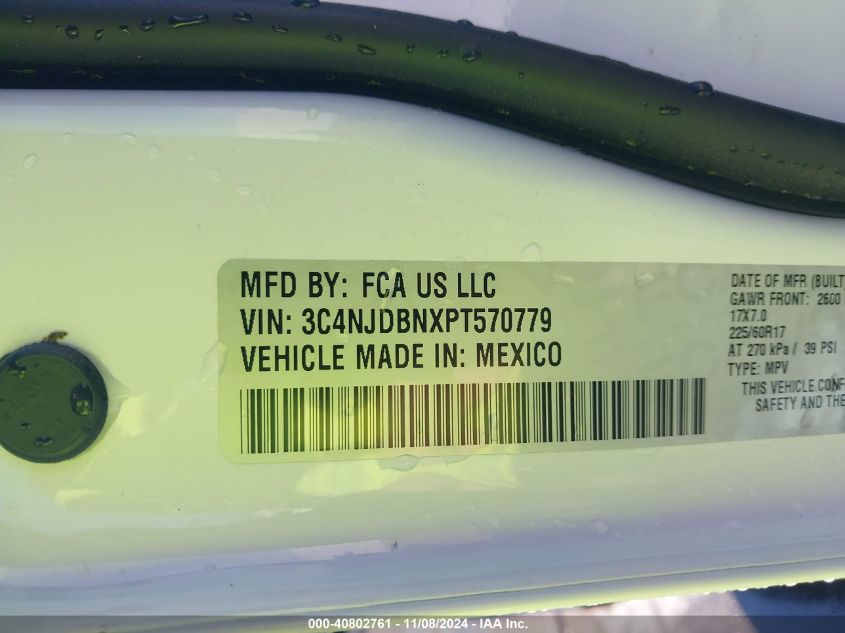 MFD BY: FCA US LLC
VIN: 3C4NJDBNXPT570779
VEHICLE MADE IN: MEXICO
DATE OF MFR (BUILT
GAWR FRONT: 2600
17X7.0
225/60R17
AT 270 kPa / 39 PSI
TYPE: MPV
THIS VEHICLE CONF
SAFETY AND THE
000-40802761 - 11/08/2024 - IAA Inc.